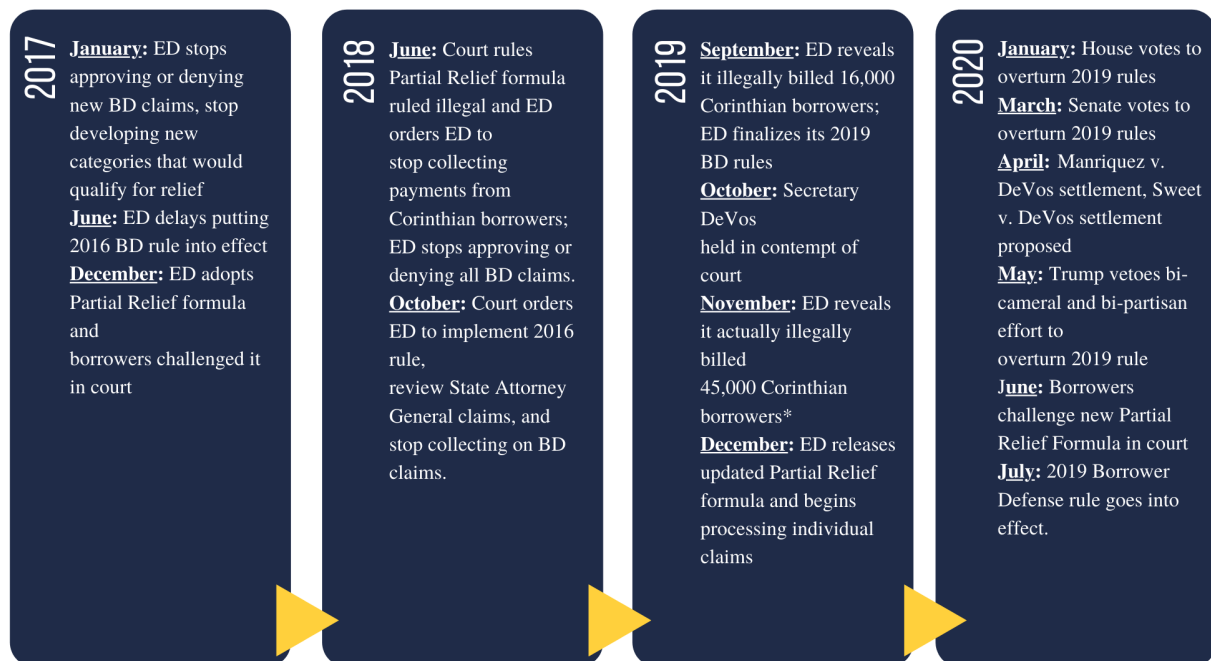 2017
January: ED stops
approving or denying
new BD claims, stop
developing new
categories that would
qualify for relief
June: ED delays putting
2016 BD rule into effect
December: ED adopts
Partial Relief formula
and
borrowers challenged it
in court
2018
June: Court rules
Partial Relief formula
ruled illegal and ED
orders ED to
stop collecting
payments from
Corinthian borrowers;
ED stops approving or
denying all BD claims.
October: Court orders
ED to implement 2016
rule,
review State Attorney
General claims, and
stop collecting on BD
claims.
2019
September: ED reveals
it illegally billed 16,000
Corinthian borrowers;
ED finalizes its 2019
BD rules
October: Secretary
DeVos
held in contempt of
court
November: ED reveals
it actually illegally
billed
45,000 Corinthian
borrowers*
December: ED releases
updated Partial Relief
formula and begins
processing individual
claims
2020
January: House votes to
overturn 2019 rules
March: Senate votes to
overturn 2019 rules
April: Manriquez v.
DeVos settlement, Sweet
v. DeVos settlement
proposed
May: Trump vetoes bi-
cameral and bi-partisan
effort to
overturn 2019 rule
June: Borrowers
challenge new Partial
Relief Formula in court
July: 2019 Borrower
Defense rule goes into
effect.